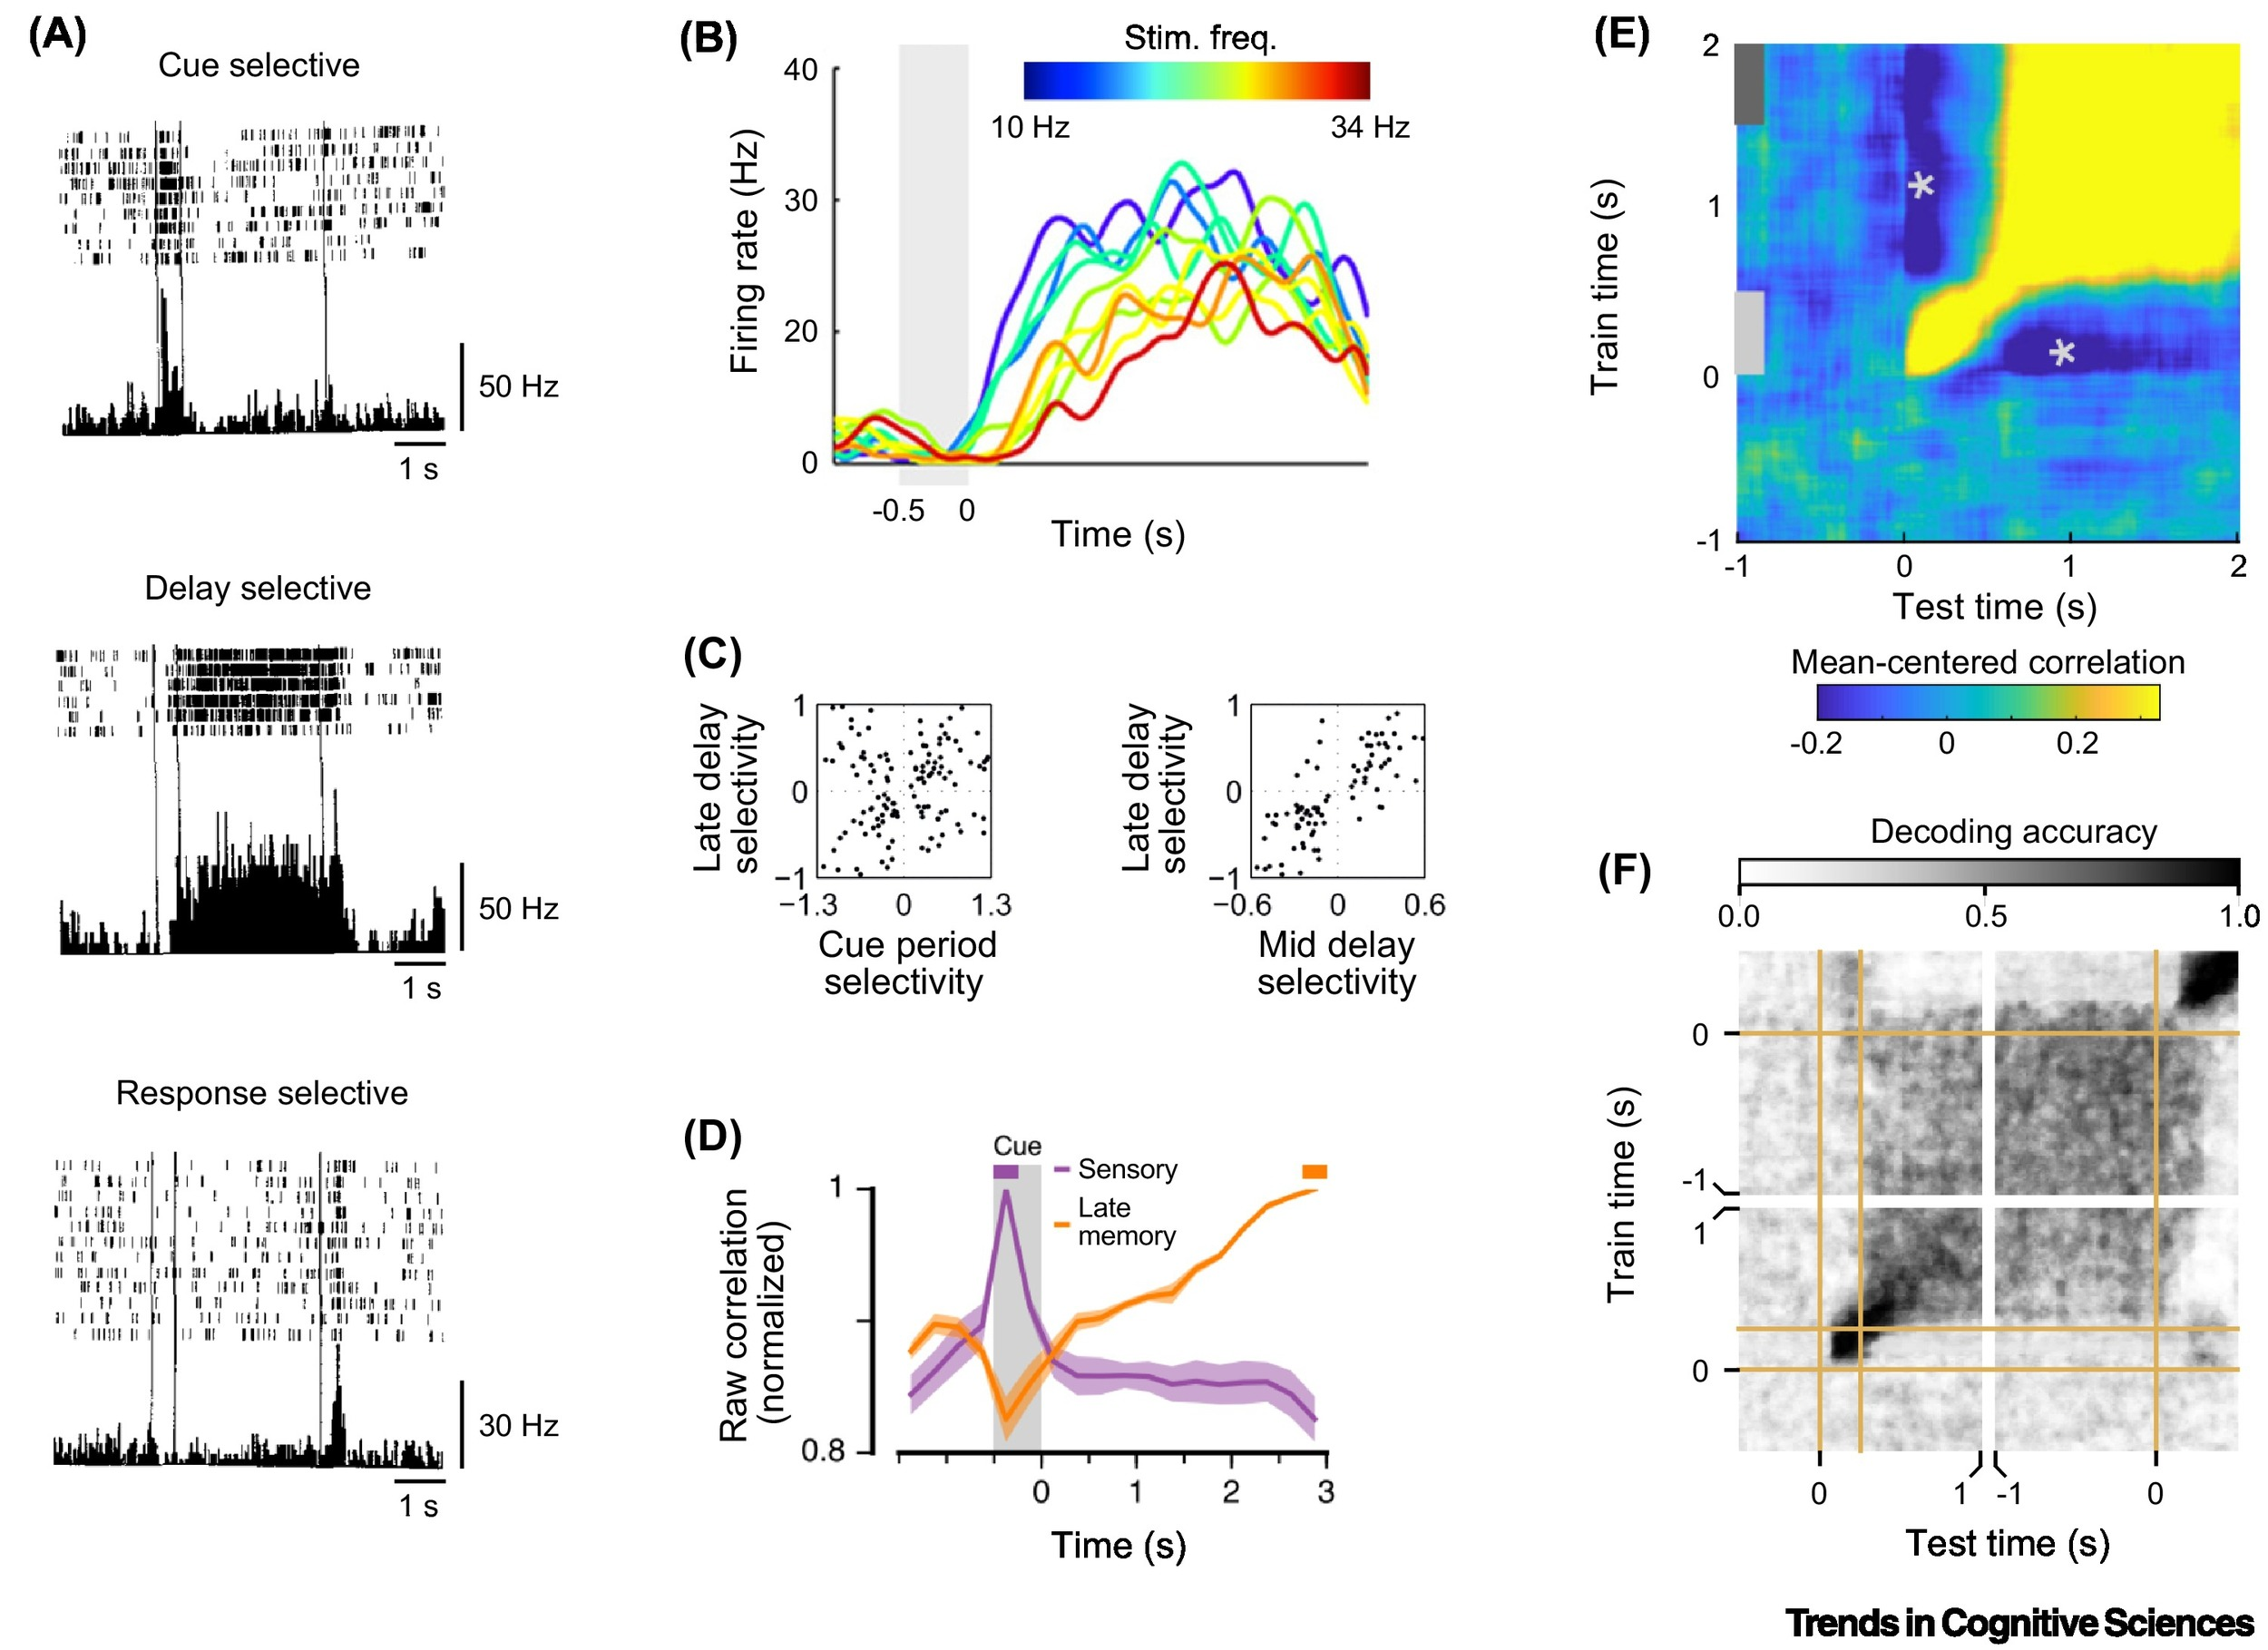 (A)
Cue selective
50 Hz
1 s
Delay selective
50 Hz
1 s
Response selective
30 Hz
1 s
(B)
Stim. freq.
10 Hz
34 Hz
Firing rate (Hz)
40
30
20
0
-0.5
0
Time (s)
(C)
Late delay
selectivity
1
0
−1
−1.3
0
1.3
Cue period
selectivity
Late delay
selectivity
1
0
−1
−0.6
0
0.6
Mid delay
selectivity
(D)
Cue
Sensory
Late
memory
Raw correlation
(normalized)
1
0.8
0
1
2
3
Time (s)
(E)
Train time (s)
2
1
0
-1
*
*
-1
0
1
2
Test time (s)
Mean-centered correlation
-0.2
0
0.2
(F)
Decoding accuracy
0.0
0.5
1.0
Train time (s)
0
-1
1
0
0
1
-1
0
Test time (s)
Trends in Cognitive Sciences